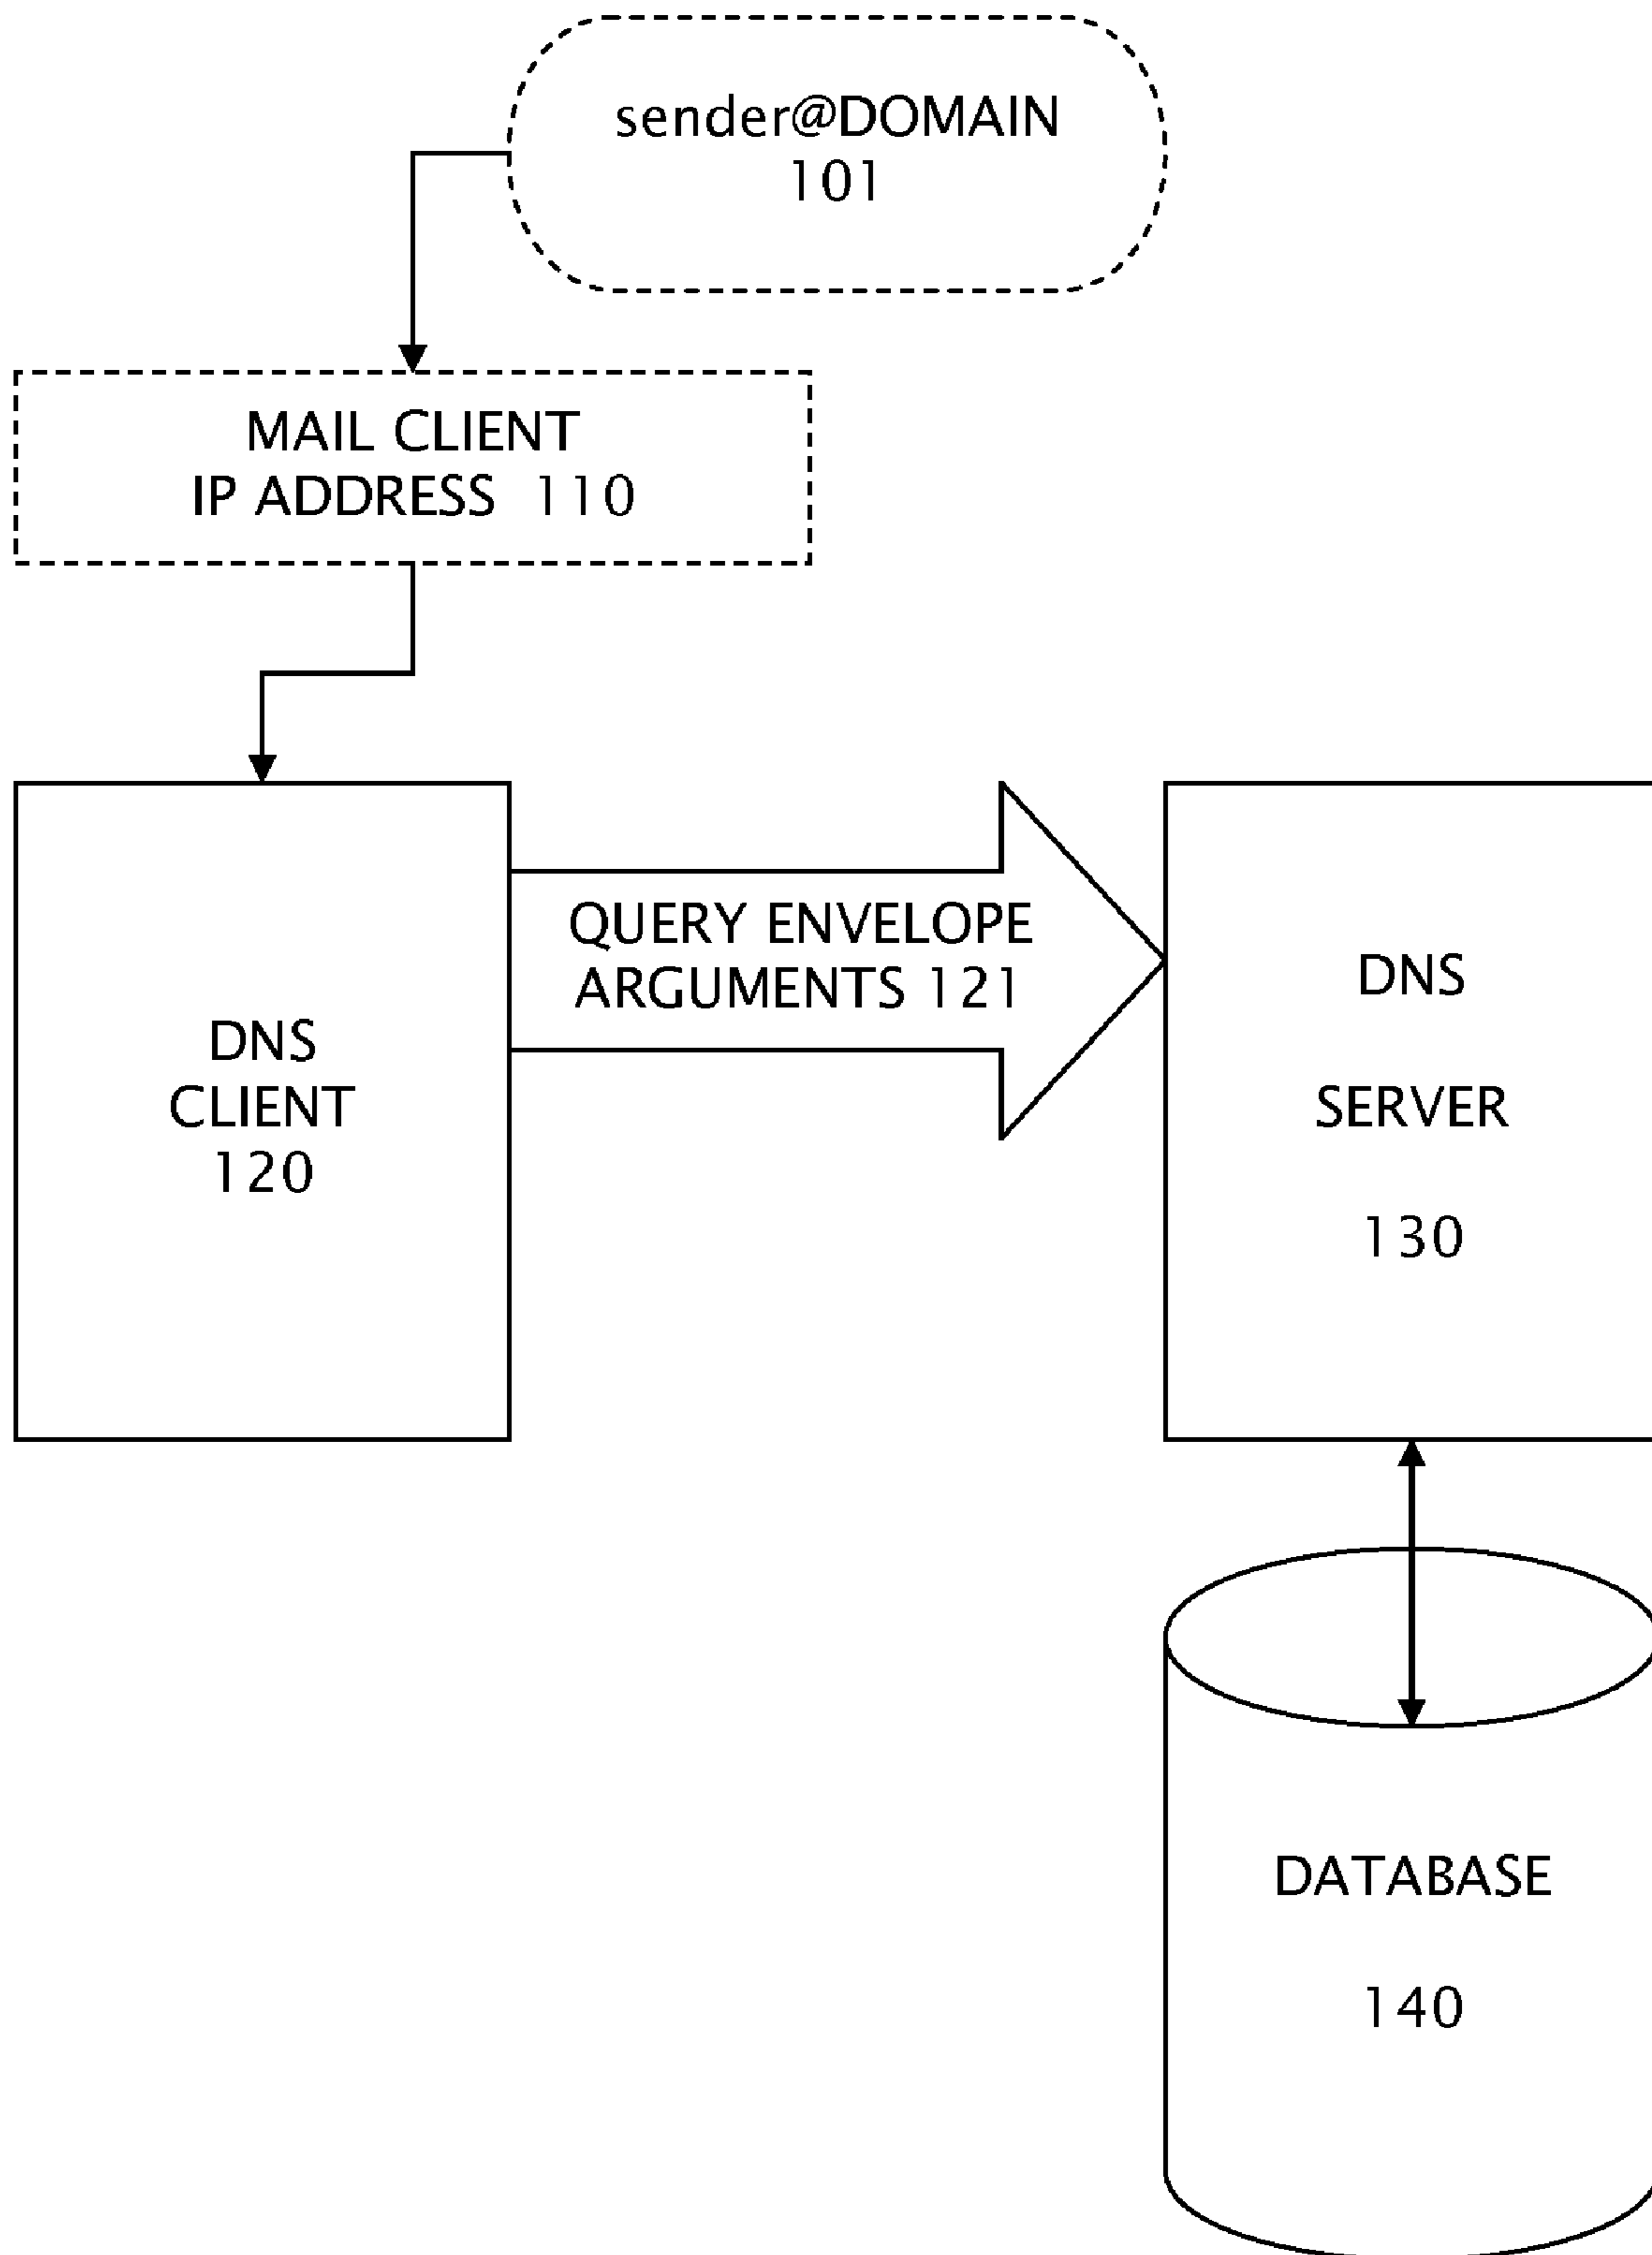 sender@DOMAIN
101
MAIL CLIENT
IP ADDRESS 110
QUERY ENVELOPE
ARGUMENTS 121
DNS
CLIENT
120
DNS
SERVER
130
DATABASE
140